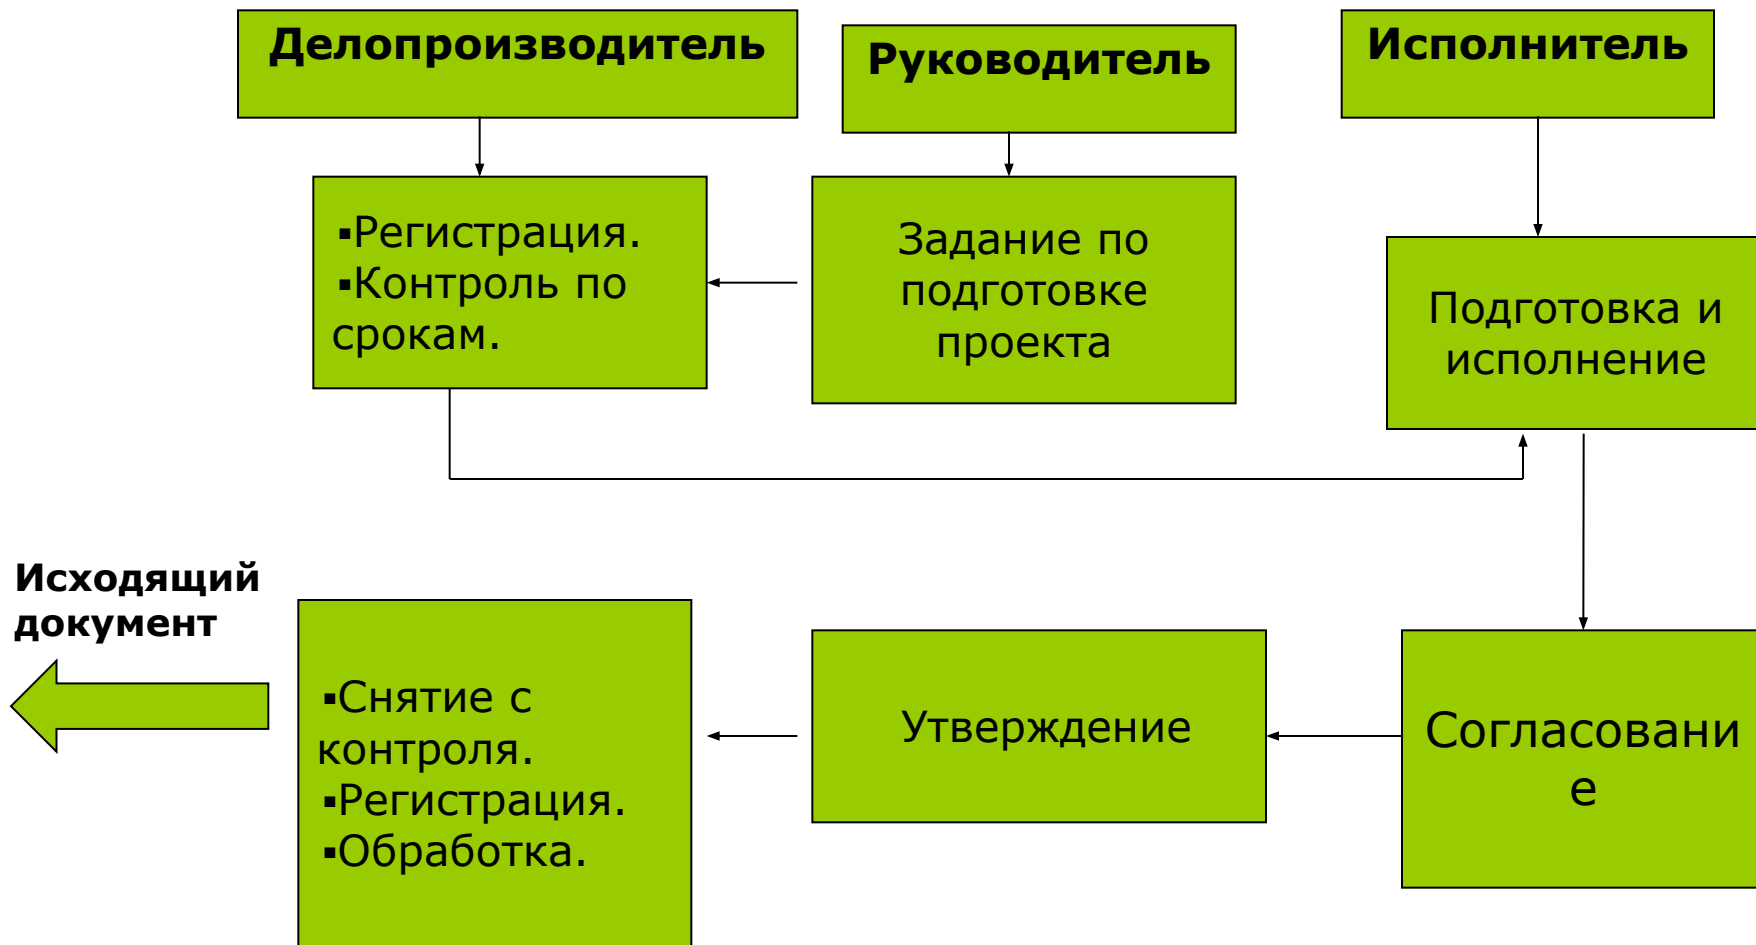 Делопроизводитель
Руководитель
Исполнитель
▪Регистрация.
▪Контроль по
срокам.
Задание по
подготовке
проекта
Подготовка и
исполнение
Исходящий
документ
▪Снятие с
контроля.
▪Регистрация.
▪Обработка.
Утверждение
Согласовани
е